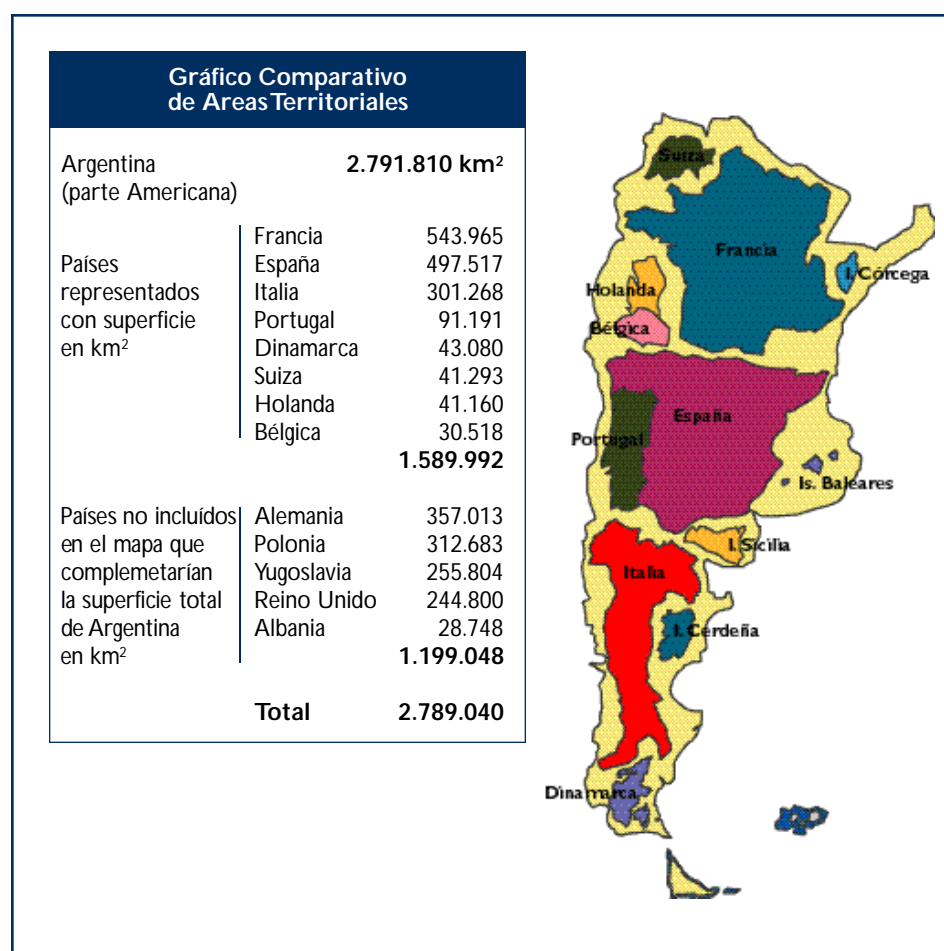 Gráfico Comparativo
de Areas Territoriales
Argentina 2.791.810 km²
(parte Americana)
Países
representados
con superficie
en km²
Francia 543.965
España 497.517
Italia 301.268
Portugal 91.191
Dinamarca 43.080
Suiza 41.293
Holanda 41.160
Bélgica 30.518
1.589.992
Países no incluídos
en el mapa que
complemetarían
la superficie total
de Argentina
en km²
Alemania 357.013
Polonia 312.683
Yugoslavia 255.804
Reino Unido 244.800
Albania 28.748
1.199.048
Total 2.789.040
Suiza
Francia
I. Córcega
Holanda
Bélgica
España
Portugal
Is. Baleares
I. Sicilia
Italia
I. Cerdeña
Dinamarca